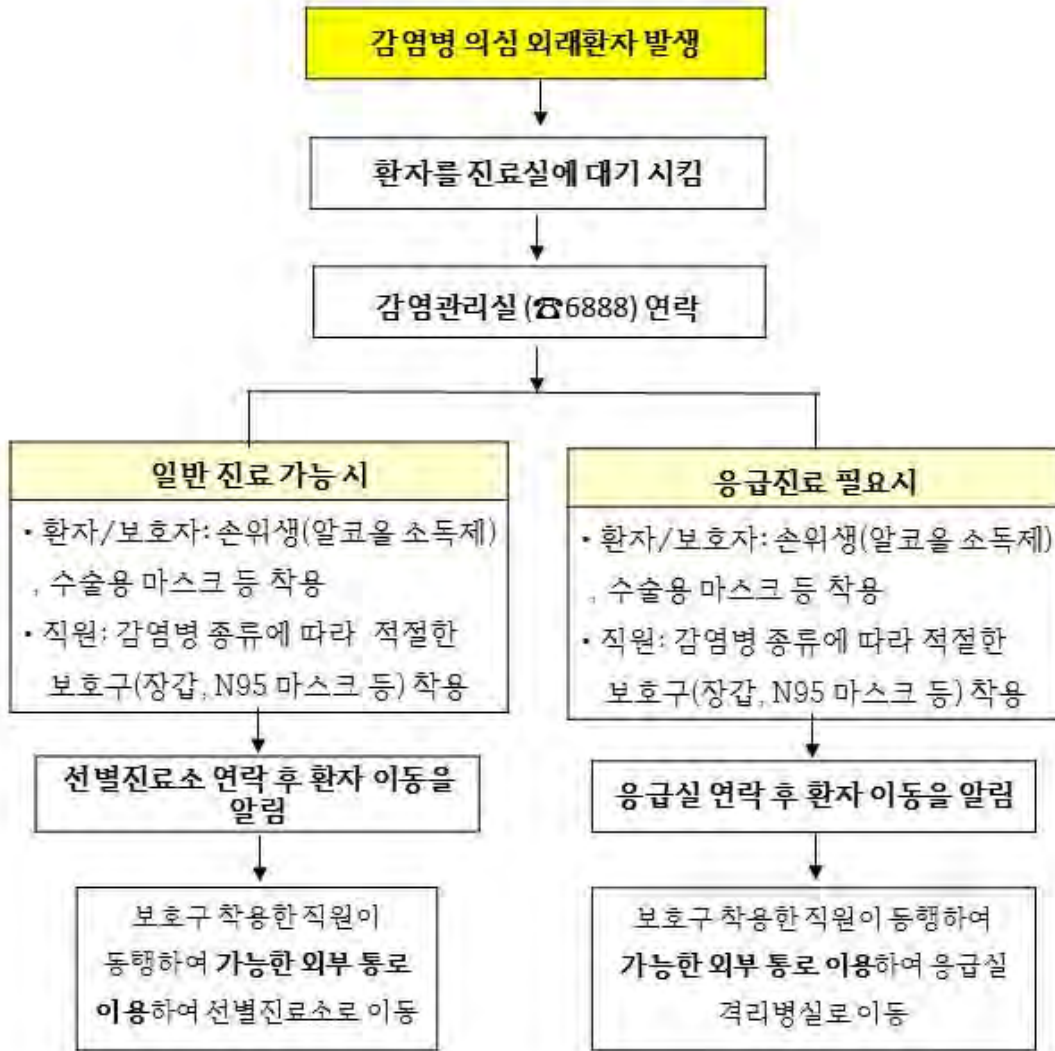 감염병 의심 외래환자 발생
환자를 진료실에 대기 시킴
감염관리실 (☎6888) 연락
일반 진료 가능 시
· 환자/보호자: 손위생(알코올 소독제)
, 수술용 마스크 등 착용
· 직원: 감염병 종류에 따라 적절한
보호구(장갑, N95 마스크 등) 착용
선별진료소 연락 후 환자 이동을
알림
보호구 착용한 직원이
동행하여 가능한 외부 통로
이용하여 선별진료소로 이동
응급진료 필요시
· 환자/보호자: 손위생(알코올 소독제)
, 수술용 마스크 등 착용
· 직원: 감염병 종류에 따라 적절한
보호구(장갑, N95 마스크 등) 착용
응급실 연락 후 환자 이동을 알림
보호구 착용한 직원이 동행하여
가능한 외부 통로 이용하여 응급실
격리병실로 이동